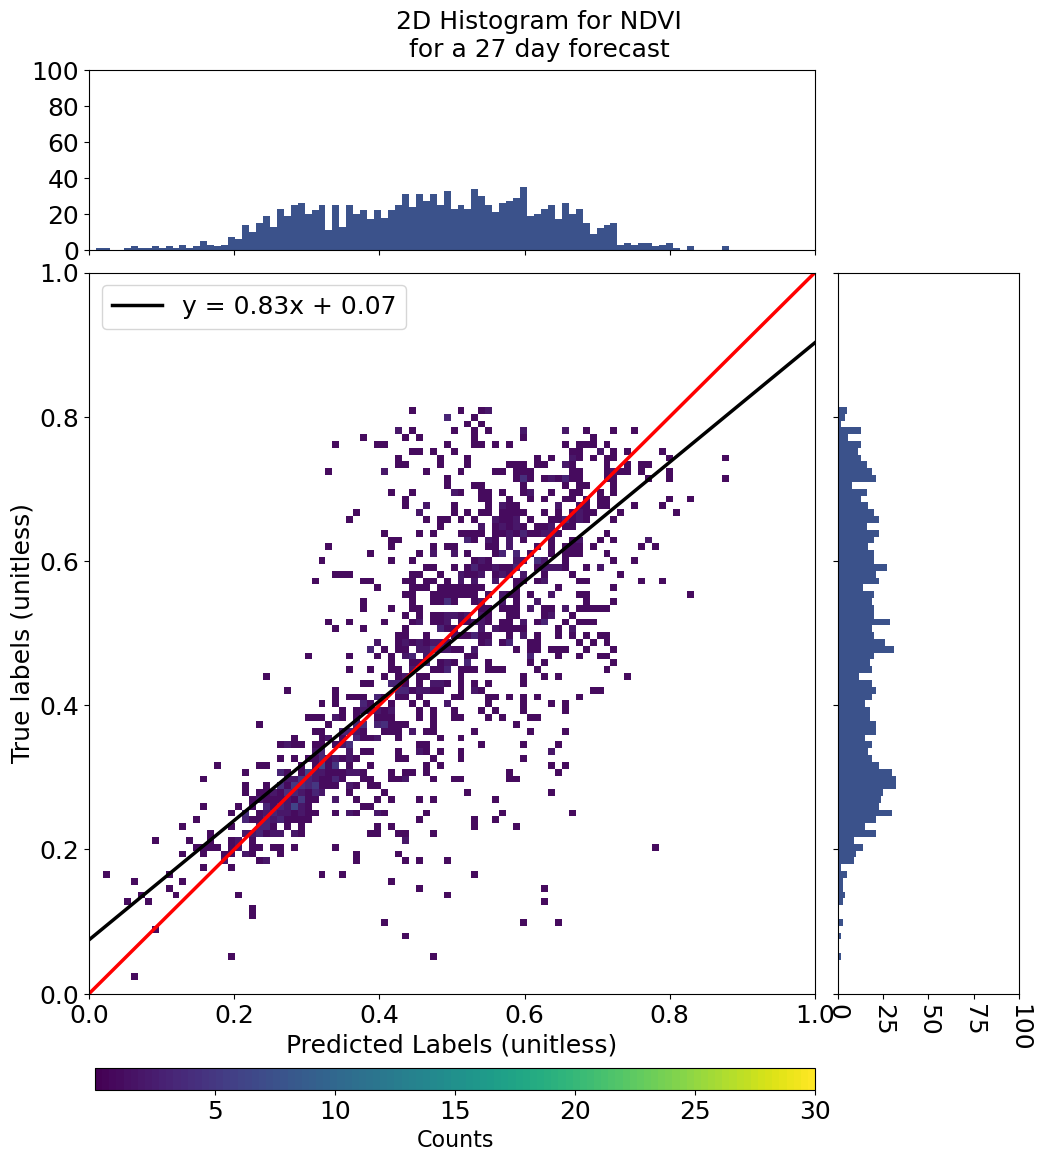 2D Histogram for NDVI
for a 27 day forecast
100
80
60
40
20
0
1.0
0.8
0.6
0.4
0.2
0.0
True labels (unitless)
y = 0.83x + 0.07
0.0 0.2 0.4 0.6 0.8 1.0
Predicted Labels (unitless)
0 25 50 75 100
5 10 15 20 25 30
Counts